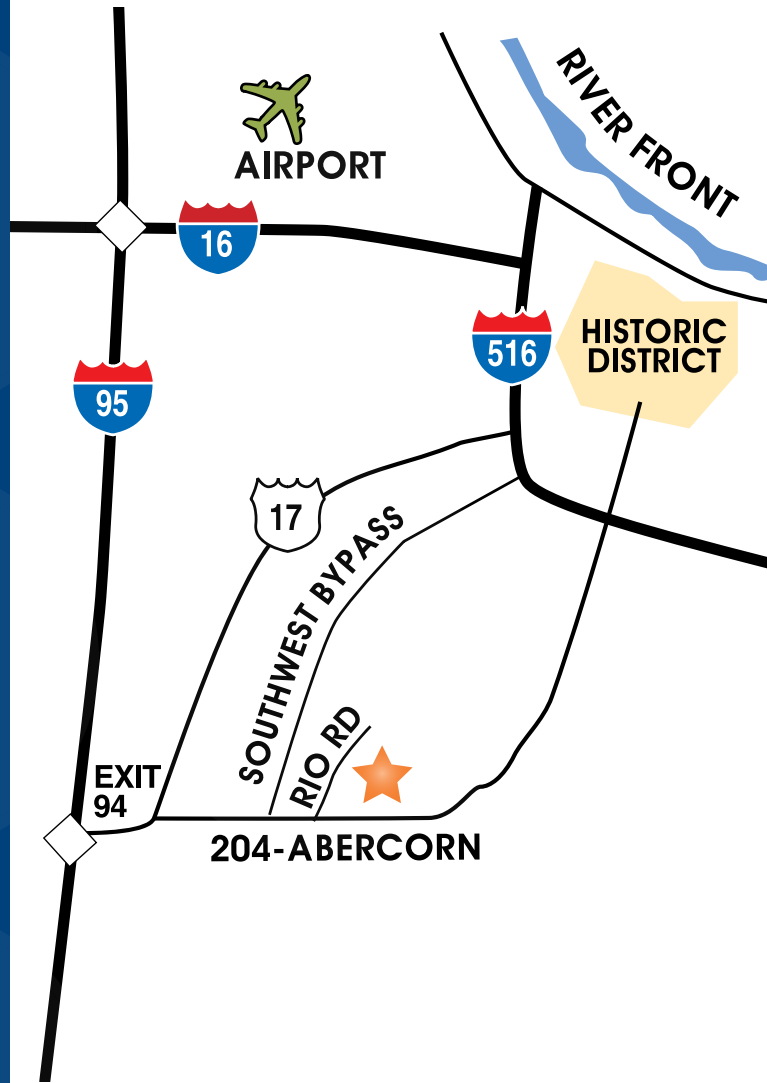 RIVER FRONT
AIRPORT
16
516
HISTORIC
DISTRICT
95
17
SOUTHWEST BYPASS
RIO RD
EXIT
94
204-ABERCORN